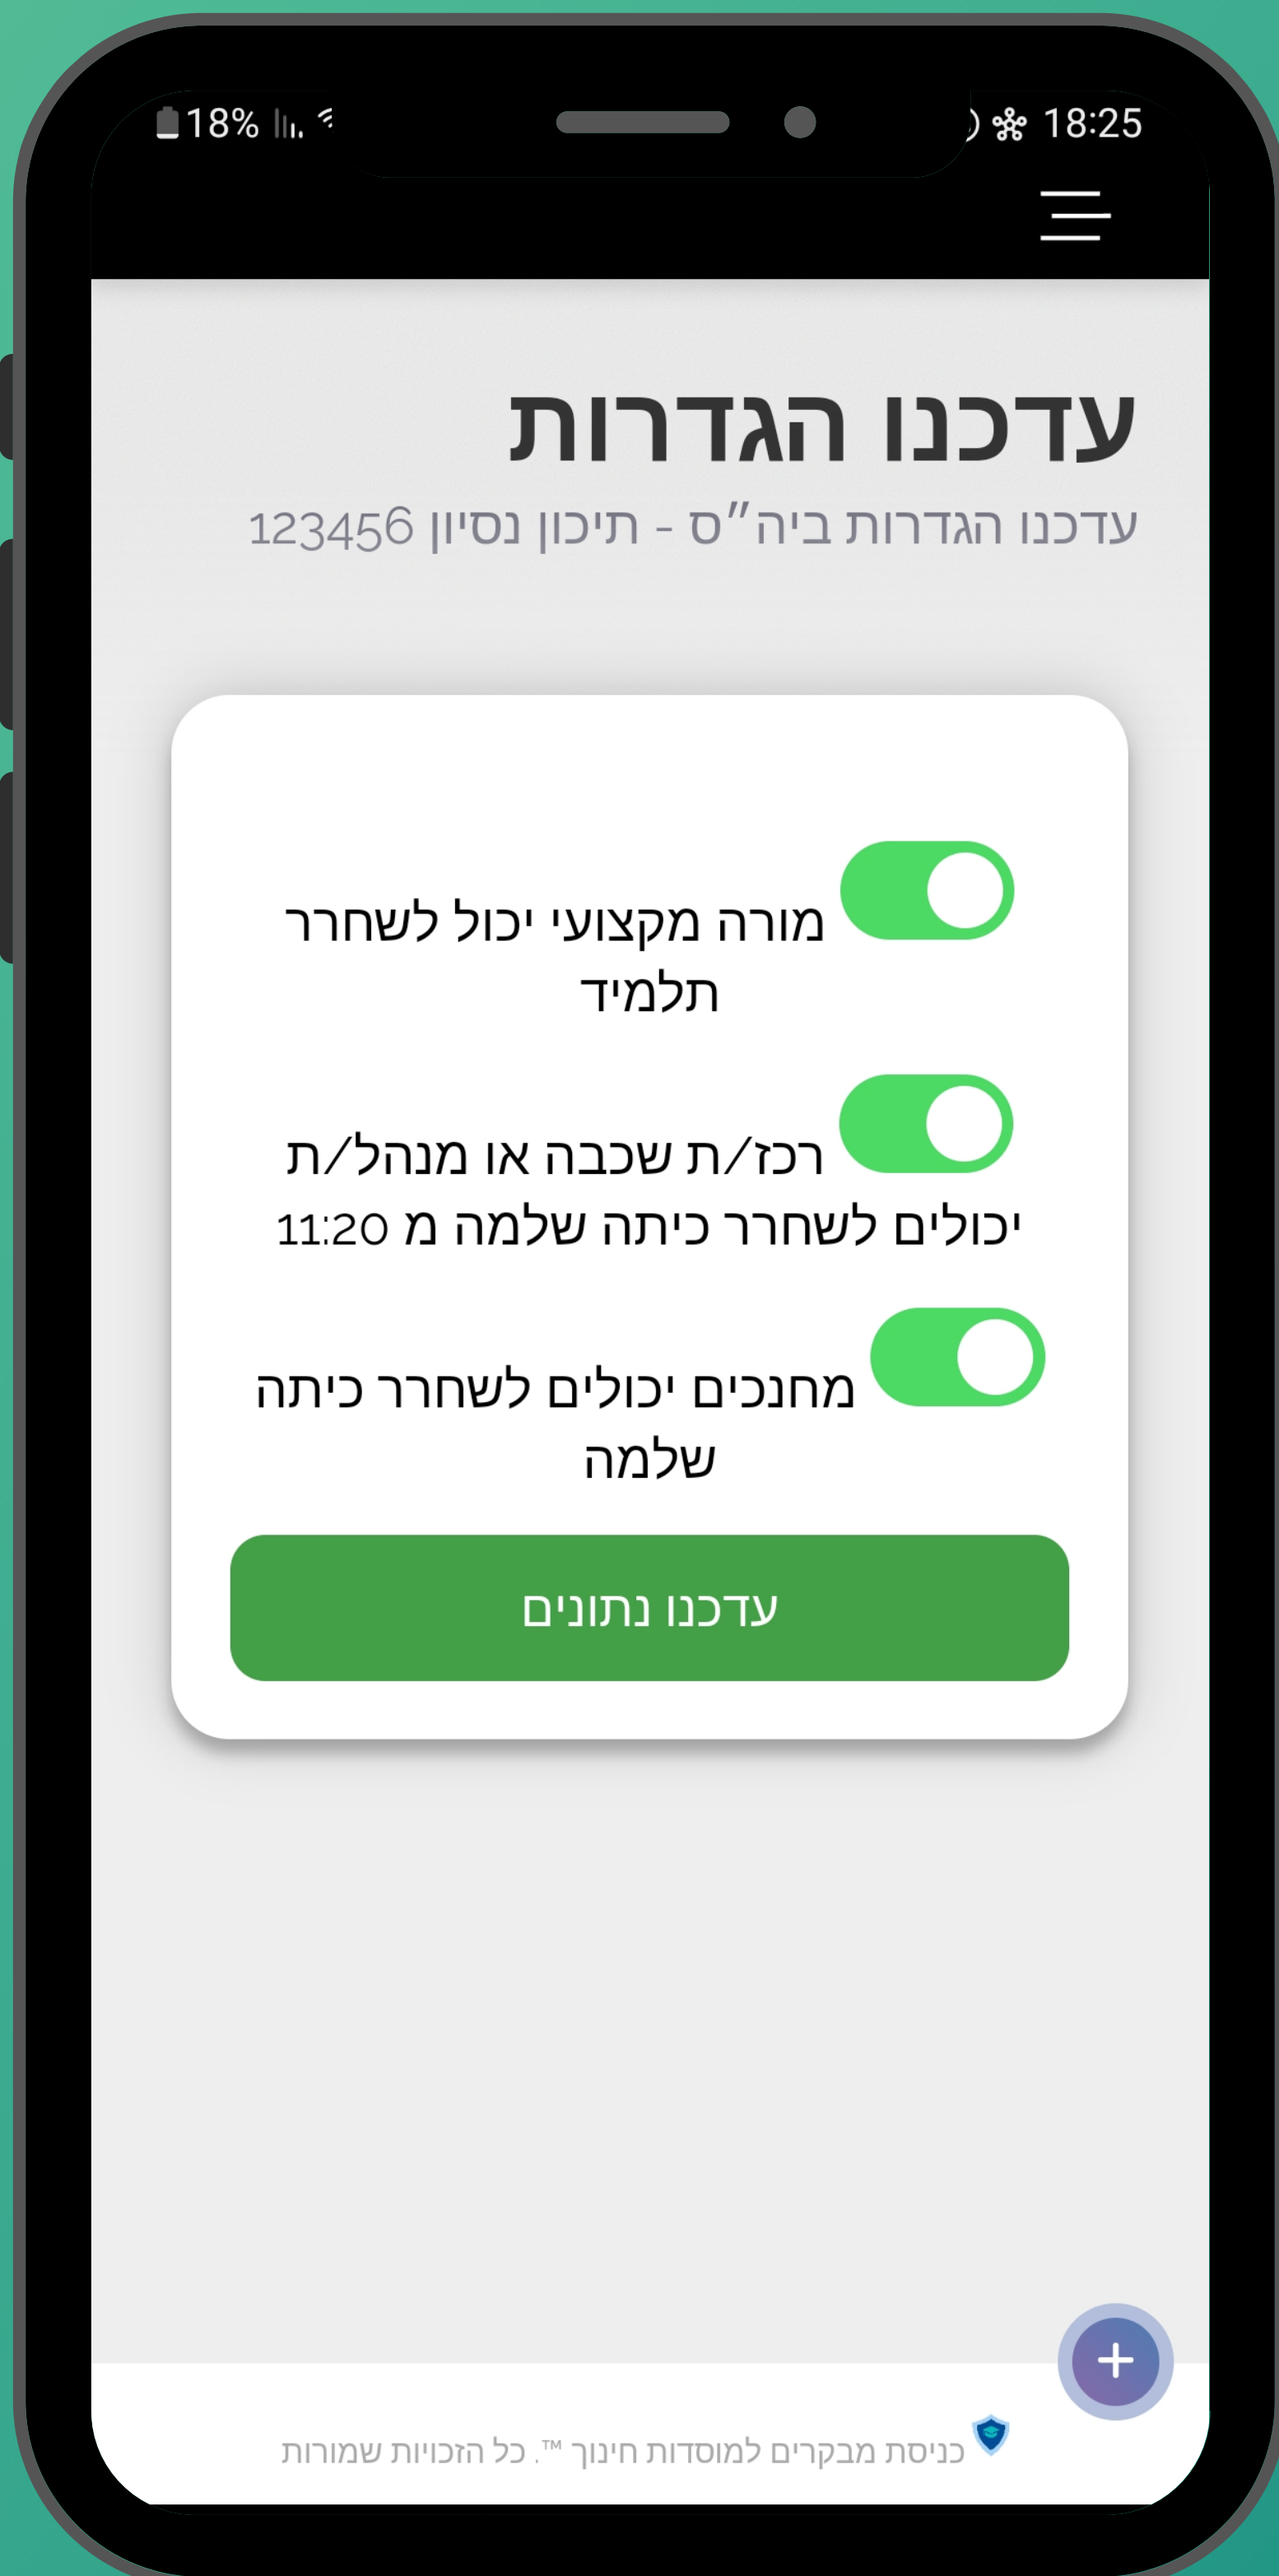 18% 18:25
עדכנו הגדרות
עדכנו הגדרות ביה״ס - תיכון נסיון 123456
מורה מקצועי יכול לשחרר
תלמיד
רכז/ת שכבה או מנהל/ת
יכולים לשחרר כיתה שלמה מ 11:20
מחנכים יכולים לשחרר כיתה
שלמה
עדכנו נתונים
כניסת מבקרים למוסדות חינוך ™. כל הזכויות שמורות